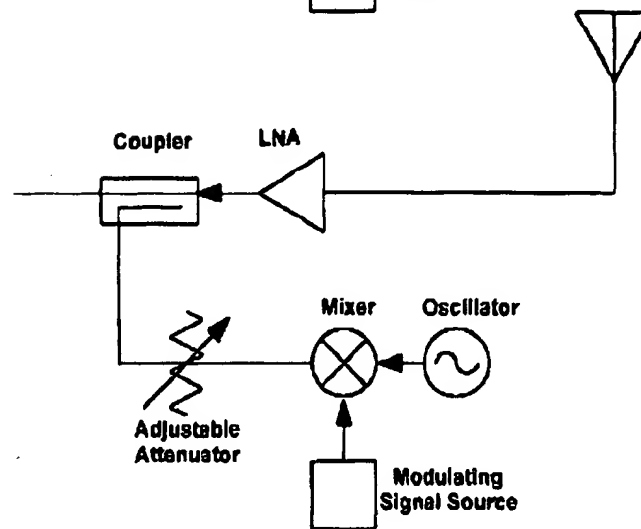 Coupler
LNA
Mixer
Oscillator
Adjustable
Attenuator
Modulating
Signal Source